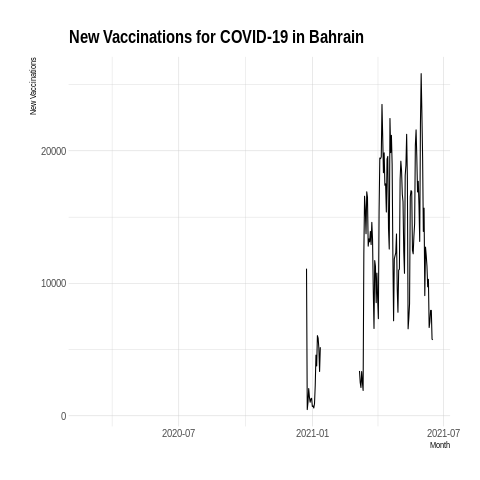 New Vaccinations for COVID-19 in Bahrain
New Vaccinations
20000
10000
0
2020-07
2021-01
2021-07
Month